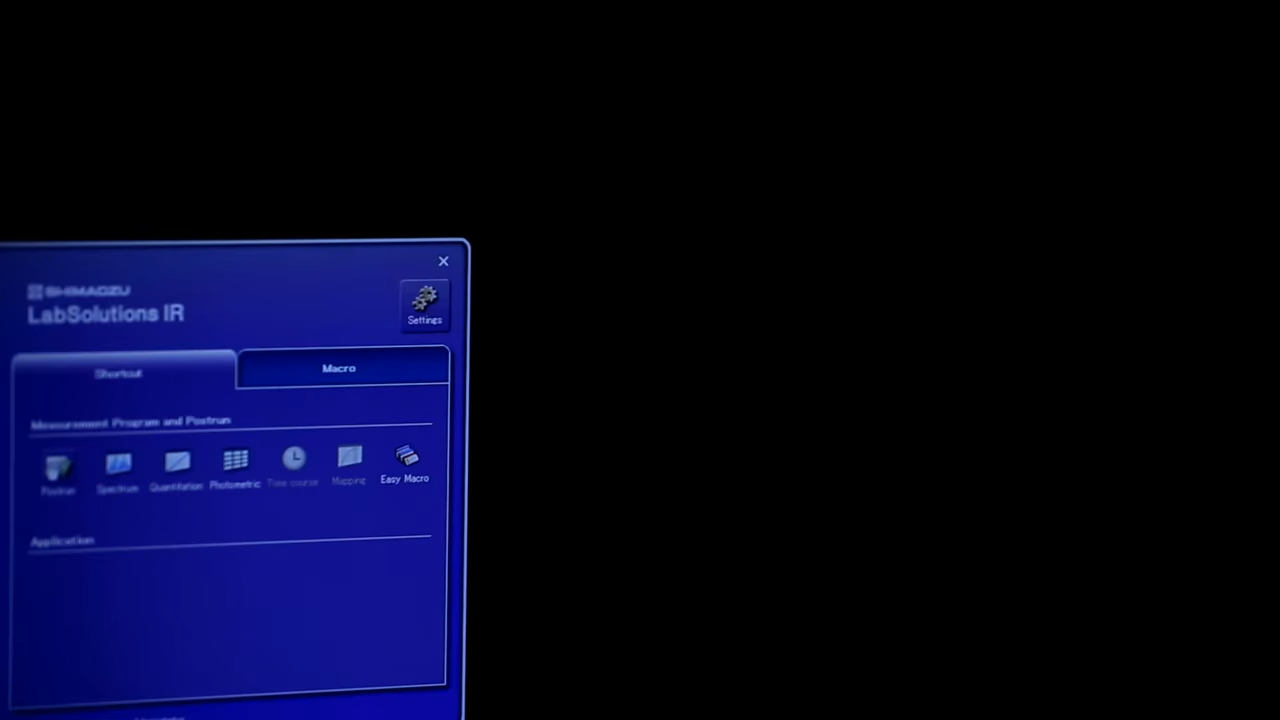 SHIMADZU
LabSolutions IR
Settings
Shortcut
Macro
Measurement Program and Postrun
Postrun
Spectrum
Quantitation
Photometric
Time course
Mapping
Easy Macro
Application